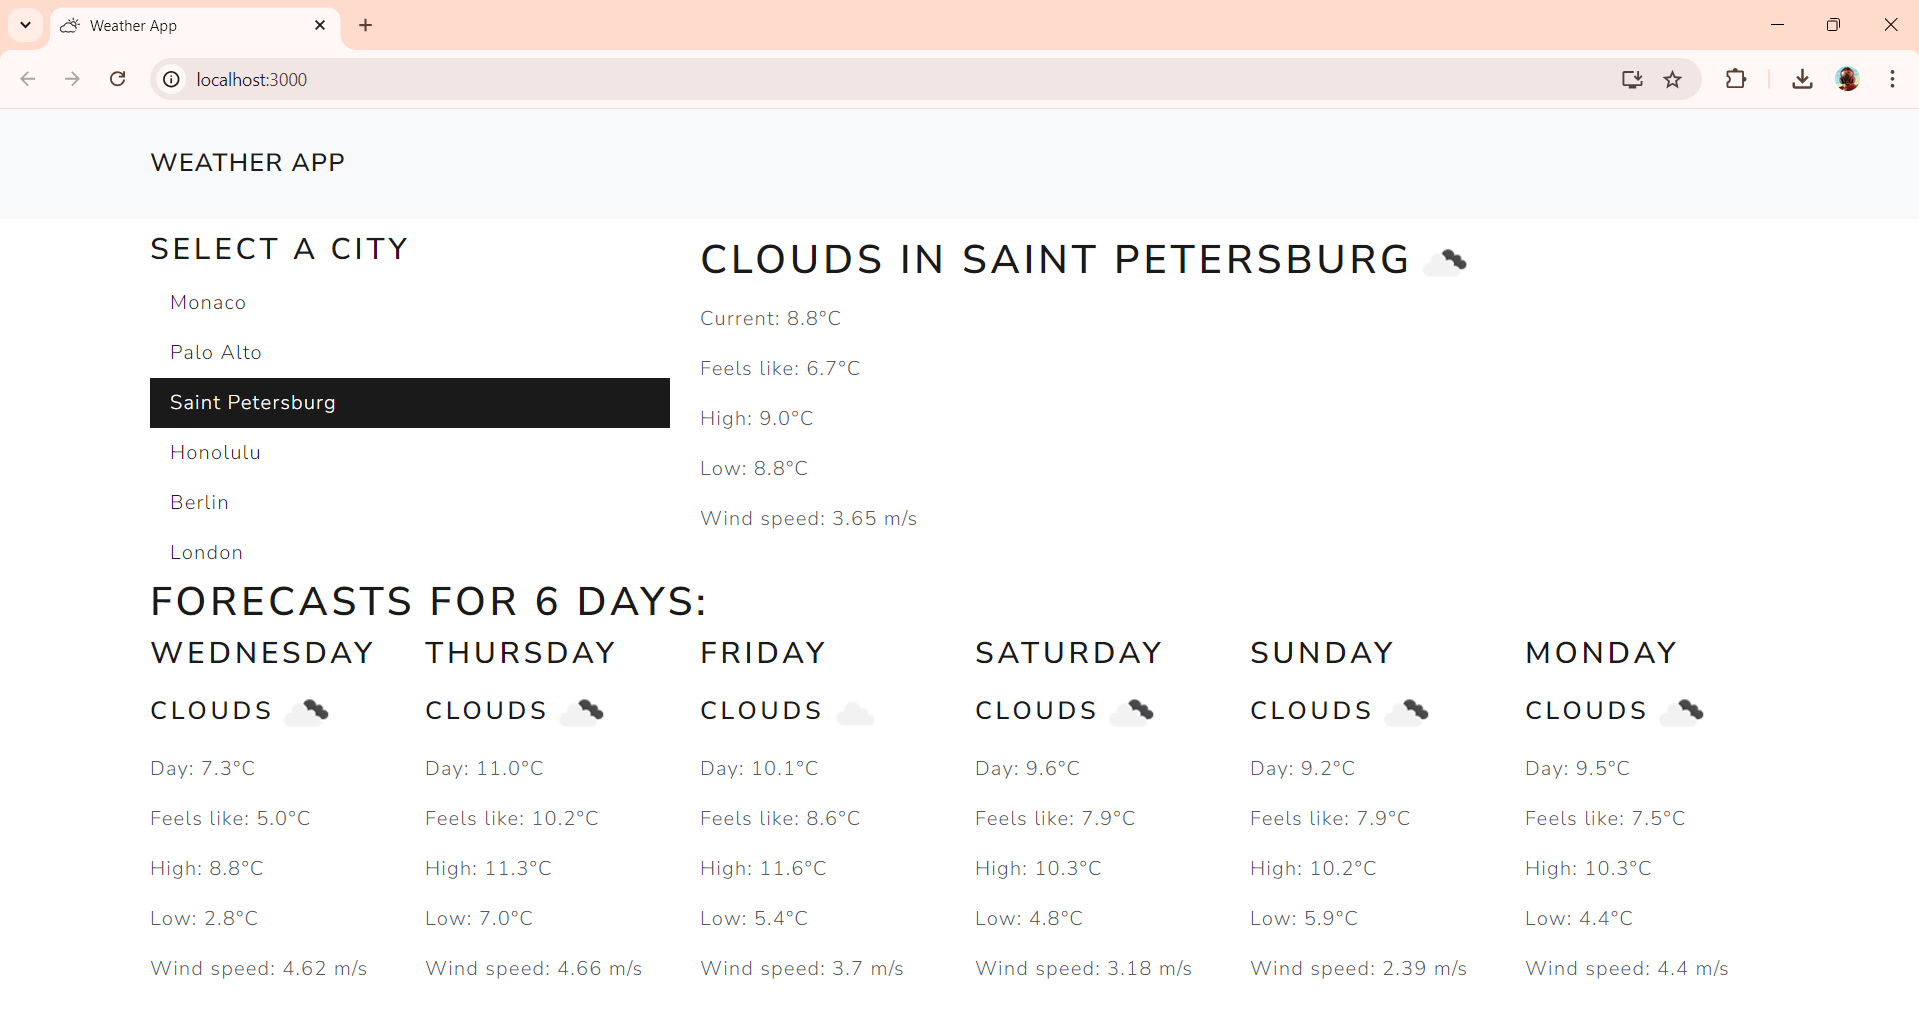 Weather App
localhost:3000
WEATHER APP
SELECT A CITY
Monaco
Palo Alto
Saint Petersburg
Honolulu
Berlin
London
CLOUDS IN SAINT PETERSBURG
Current: 8.8°C
Feels like: 6.7°C
High: 9.0°C
Low: 8.8°C
Wind speed: 3.65 m/s
FORECASTS FOR 6 DAYS:
WEDNESDAY
CLOUDS
Day: 7.3°C
Feels like: 5.0°C
High: 8.8°C
Low: 2.8°C
Wind speed: 4.62 m/s
THURSDAY
CLOUDS
Day: 11.0°C
Feels like: 10.2°C
High: 11.3°C
Low: 7.0°C
Wind speed: 4.66 m/s
FRIDAY
CLOUDS
Day: 10.1°C
Feels like: 8.6°C
High: 11.6°C
Low: 5.4°C
Wind speed: 3.7 m/s
SATURDAY
CLOUDS
Day: 9.6°C
Feels like: 7.9°C
High: 10.3°C
Low: 4.8°C
Wind speed: 3.18 m/s
SUNDAY
CLOUDS
Day: 9.2°C
Feels like: 7.9°C
High: 10.2°C
Low: 5.9°C
Wind speed: 2.39 m/s
MONDAY
CLOUDS
Day: 9.5°C
Feels like: 7.5°C
High: 10.3°C
Low: 4.4°C
Wind speed: 4.4 m/s